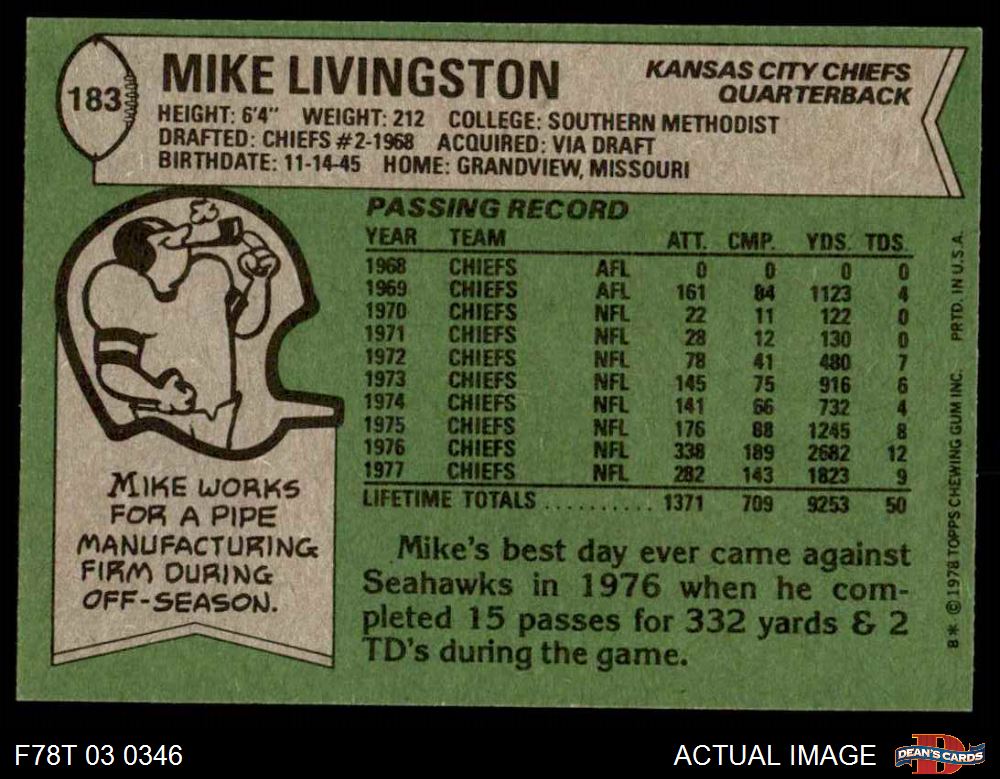 183
MIKE LIVINGSTON
KANSAS CITY CHIEFS
QUARTERBACK
HEIGHT: 6'4" WEIGHT: 212 COLLEGE: SOUTHERN METHODIST
DRAFTED: CHIEFS #2-1968 ACQUIRED: VIA DRAFT
BIRTHDATE: 11-14-45 HOME: GRANDVIEW, MISSOURI
PASSING RECORD
YEAR TEAM ATT. CMP. YDS. TDS.
1968 CHIEFS AFL 0 0 0 0
1969 CHIEFS AFL 161 84 1123 4
1970 CHIEFS NFL 22 11 122 0
1971 CHIEFS NFL 28 12 130 0
1972 CHIEFS NFL 78 41 480 7
1973 CHIEFS NFL 145 75 916 6
1974 CHIEFS NFL 141 66 732 4
1975 CHIEFS NFL 176 88 1245 8
1976 CHIEFS NFL 338 189 2682 12
1977 CHIEFS NFL 282 143 1823 9
LIFETIME TOTALS .......... 1371 709 9253 50
MIKE WORKS
FOR A PIPE
MANUFACTURING
FIRM DURING
OFF-SEASON.
Mike's best day ever came against
Seahawks in 1976 when he com-
pleted 15 passes for 332 yards & 2
TD's during the game.
8* © 1978 TOPPS CHEWING GUM INC. PRTD. IN U.S.A.
F78T 03 0346
ACTUAL IMAGE
DEAN'S CARDS